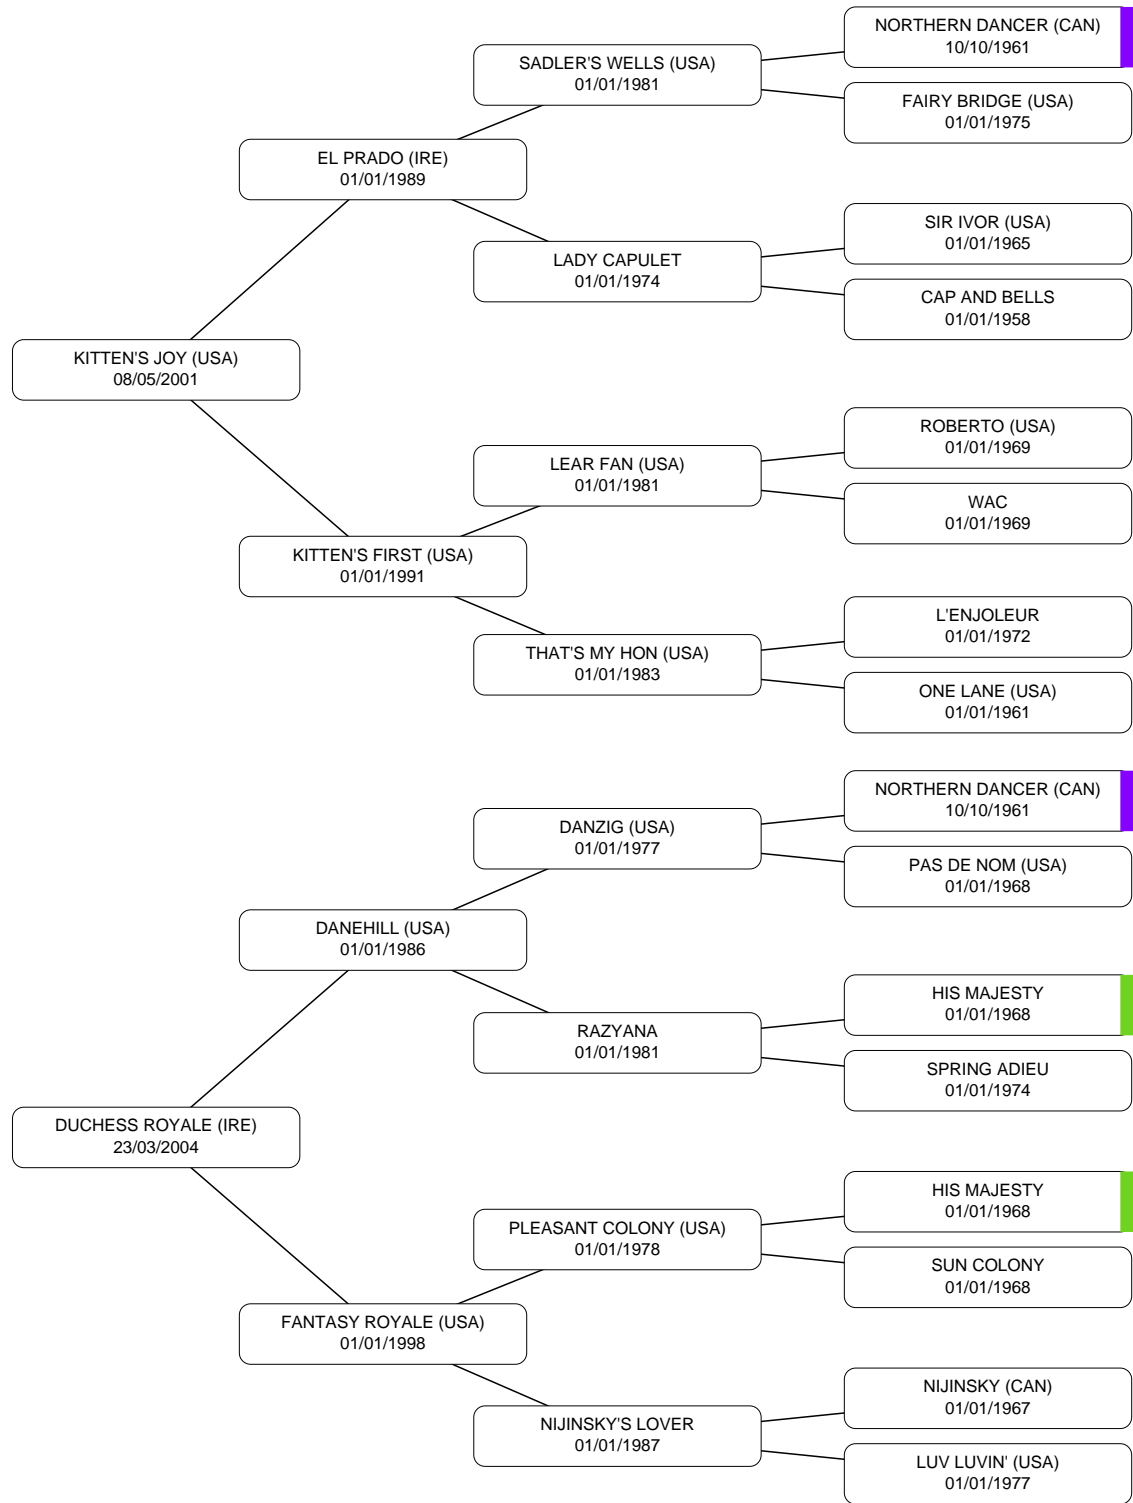 NORTHERN DANCER (CAN)
10/10/1961
SADLER'S WELLS (USA)
01/01/1981
FAIRY BRIDGE (USA)
01/01/1975
EL PRADO (IRE)
01/01/1989
SIR IVOR (USA)
01/01/1965
LADY CAPULET
01/01/1974
CAP AND BELLS
01/01/1958
KITTEN'S JOY (USA)
08/05/2001
ROBERTO (USA)
01/01/1969
LEAR FAN (USA)
01/01/1981
WAC
01/01/1969
KITTEN'S FIRST (USA)
01/01/1991
L'ENJOLEUR
01/01/1972
THAT'S MY HON (USA)
01/01/1983
ONE LANE (USA)
01/01/1961
NORTHERN DANCER (CAN)
10/10/1961
DANZIG (USA)
01/01/1977
PAS DE NOM (USA)
01/01/1968
DANEHILL (USA)
01/01/1986
HIS MAJESTY
01/01/1968
RAZYANA
01/01/1981
SPRING ADIEU
01/01/1974
DUCHESS ROYALE (IRE)
23/03/2004
HIS MAJESTY
01/01/1968
PLEASANT COLONY (USA)
01/01/1978
SUN COLONY
01/01/1968
FANTASY ROYALE (USA)
01/01/1998
NIJINSKY (CAN)
01/01/1967
NIJINSKY'S LOVER
01/01/1987
LUV LUVIN' (USA)
01/01/1977